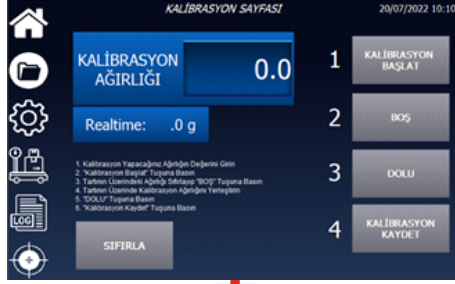 KALİBRASYON SAYFASI
20/07/2022 10:10
KALİBRASYON
AĞIRLIĞI
0.0
Realtime: .0 g
1. Kalibrasyon Yapacağınız Ağırlığın Değerini Girin
2. "Kalibrasyon Başlat" Tuşuna Basın
3. Tartının Üzerindeki Ağırlığı Sıfırlayıp "BOŞ" Tuşuna Basın
4. Tartının Üzerinde Kalibrasyon Ağırlığını Yerleştirin
5. "DOLU" Tuşuna Basın
6. "Kalibrasyon Kaydet" Tuşuna Basın
SIFIRLA
1
KALİBRASYON
BAŞLAT
2
BOŞ
3
DOLU
4
KALİBRASYON
KAYDET
LOG